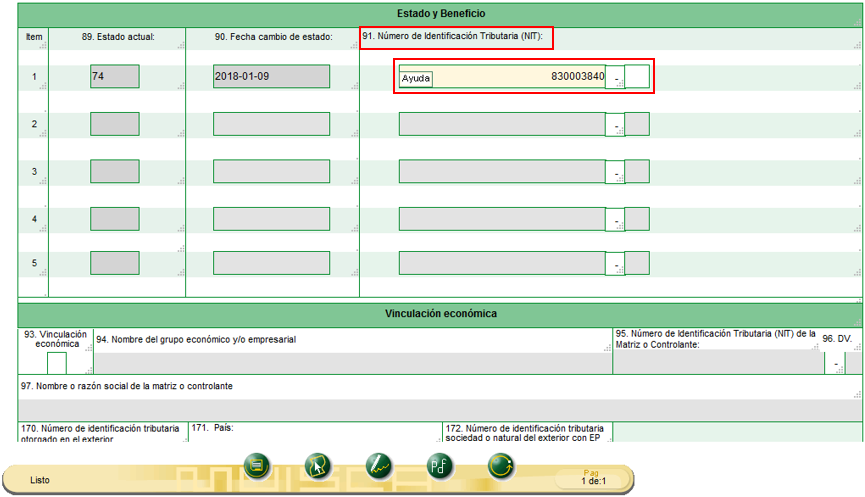 Estado y Beneficio
Item
89. Estado actual:
90. Fecha cambio de estado:
91. Número de Identificación Tributaria (NIT):
1
74
2018-01-09
Ayuda
830003840
-
2
-
3
-
4
-
5
-
Vinculación económica
93. Vinculación
económica
94. Nombre del grupo económico y/o empresarial
95. Número de Identificación Tributaria (NIT) de la
Matriz o Controlante:
96. DV.
-
97. Nombre o razón social de la matriz o controlante
170. Número de identificación tributaria
otorgado en el exterior
171. País:
172. Número de identificación tributaria
sociedad o natural del exterior con EP
Listo
Pag
1 de:1